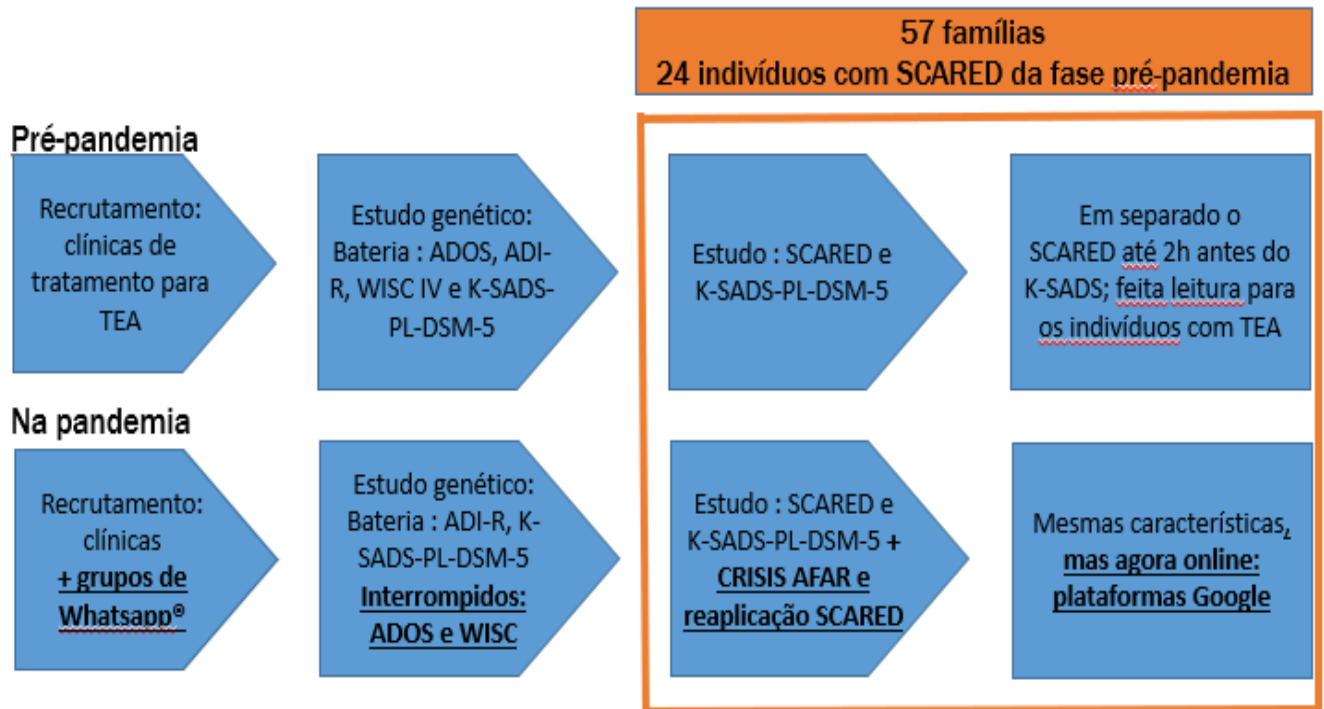 57 famílias
24 indivíduos com SCARED da fase pré-pandemia
Pré-pandemia
Recrutamento:
clínicas de
tratamento para
TEA
Estudo genético:
Bateria : ADOS, ADI-
R, WISC IV e K-SADS-
PL-DSM-5
Estudo : SCARED e
K-SADS-PL-DSM-5
Em separado o
SCARED até 2h antes do
K-SADS; feita leitura para
os indivíduos com TEA
Na pandemia
Recrutamento:
clínicas
+ grupos de
Whatsapp®
Estudo genético:
Bateria : ADI-R, K-
SADS-PL-DSM-5
Interrompidos:
ADOS e WISC
Estudo : SCARED e
K-SADS-PL-DSM-5 +
CRISIS AFAR e
reaplicação SCARED
Mesmas características,
mas agora online:
plataformas Google